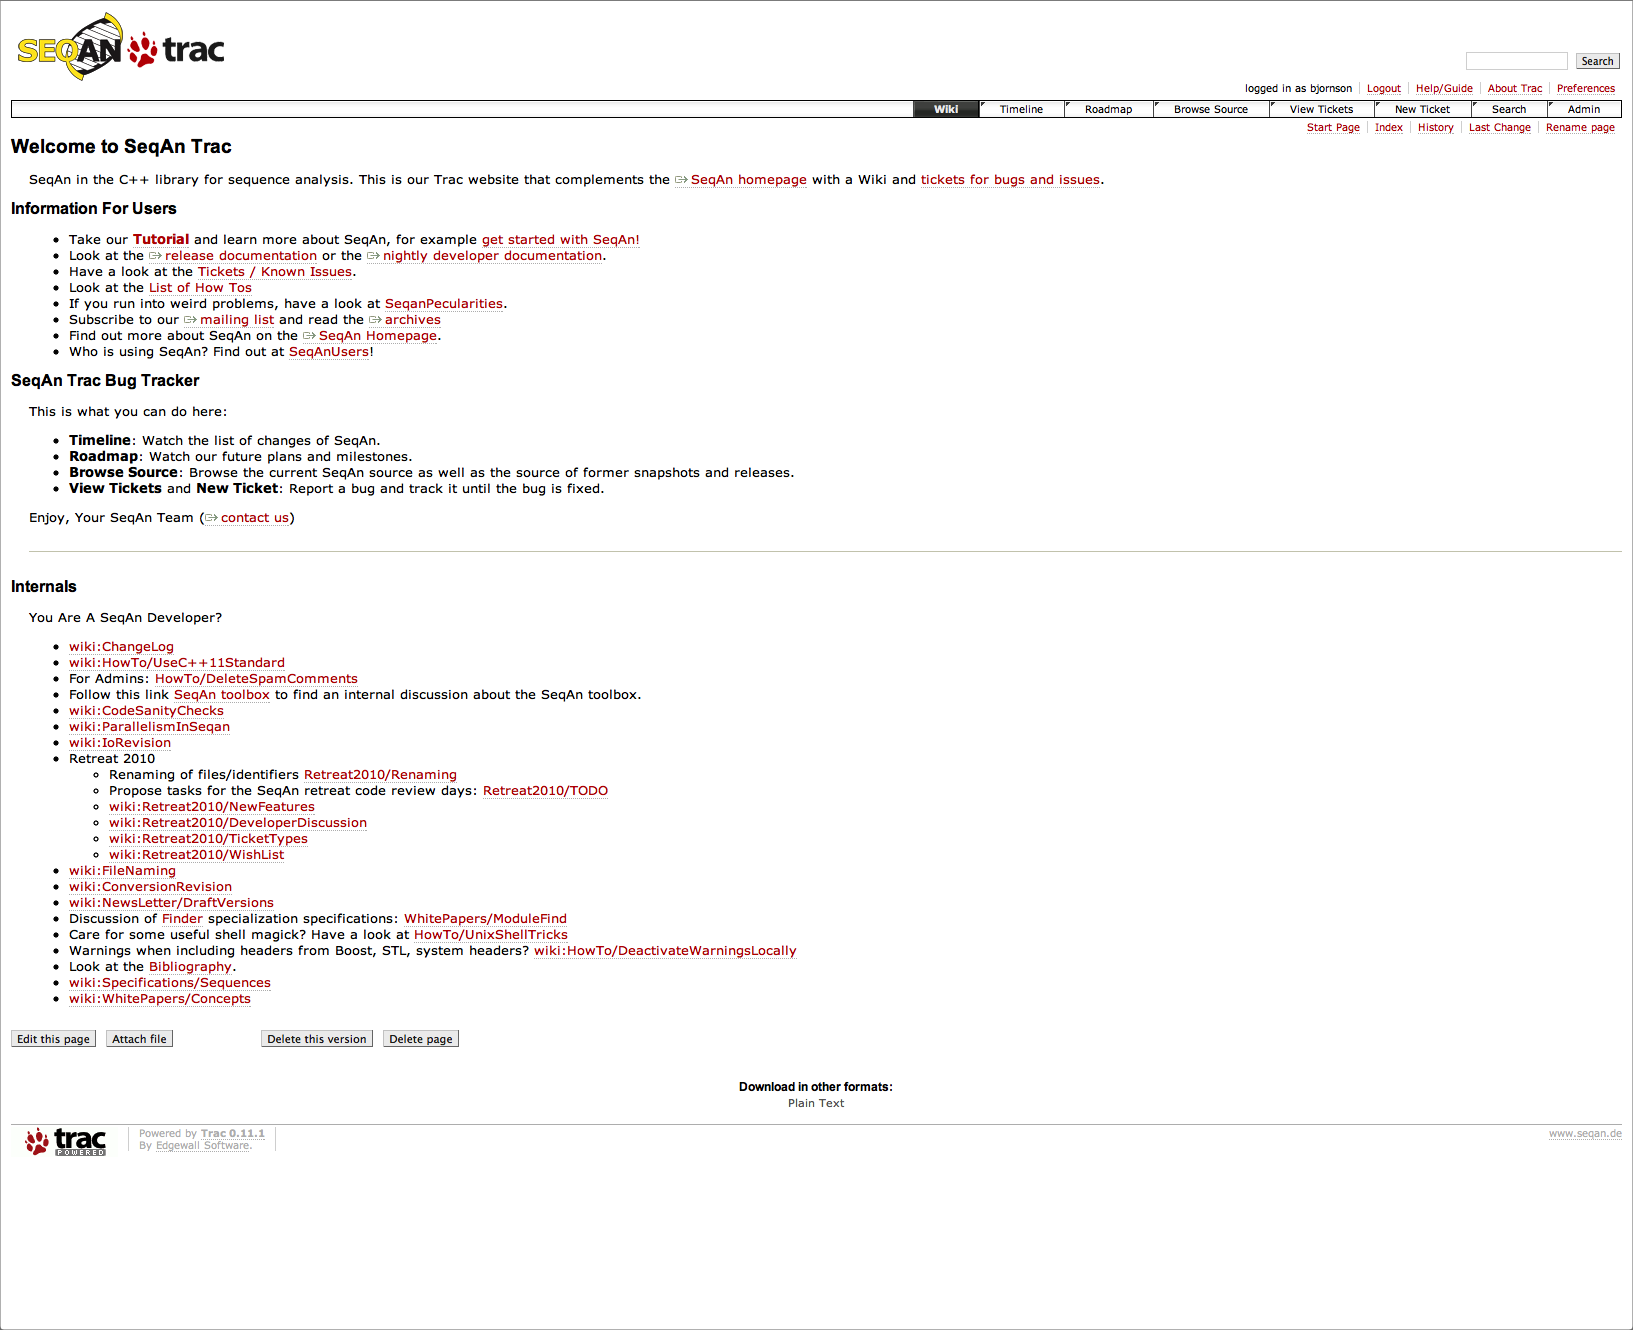 SEQAN trac
Search
logged in as bjornson Logout Help/Guide About Trac Preferences
Wiki Timeline Roadmap Browse Source View Tickets New Ticket Search Admin
Start Page Index History Last Change Rename page
Welcome to SeqAn Trac
SeqAn in the C++ library for sequence analysis. This is our Trac website that complements the SeqAn homepage with a Wiki and tickets for bugs and issues.
Information For Users
Take our Tutorial and learn more about SeqAn, for example get started with SeqAn!
Look at the release documentation or the nightly developer documentation.
Have a look at the Tickets / Known Issues.
Look at the List of How Tos
If you run into weird problems, have a look at SeqanPecularities.
Subscribe to our mailing list and read the archives
Find out more about SeqAn on the SeqAn Homepage.
Who is using SeqAn? Find out at SeqAnUsers!
SeqAn Trac Bug Tracker
This is what you can do here:
Timeline: Watch the list of changes of SeqAn.
Roadmap: Watch our future plans and milestones.
Browse Source: Browse the current SeqAn source as well as the source of former snapshots and releases.
View Tickets and New Ticket: Report a bug and track it until the bug is fixed.
Enjoy, Your SeqAn Team (contact us)
Internals
You Are A SeqAn Developer?
wiki:ChangeLog
wiki:HowTo/UseC++11Standard
For Admins: HowTo/DeleteSpamComments
Follow this link SeqAn toolbox to find an internal discussion about the SeqAn toolbox.
wiki:CodeSanityChecks
wiki:ParallelismInSeqan
wiki:IoRevision
Retreat 2010
Renaming of files/identifiers Retreat2010/Renaming
Propose tasks for the SeqAn retreat code review days: Retreat2010/TODO
wiki:Retreat2010/NewFeatures
wiki:Retreat2010/DeveloperDiscussion
wiki:Retreat2010/TicketTypes
wiki:Retreat2010/WishList
wiki:FileNaming
wiki:ConversionRevision
wiki:NewsLetter/DraftVersions
Discussion of Finder specialization specifications: WhitePapers/ModuleFind
Care for some useful shell magick? Have a look at HowTo/UnixShellTricks
Warnings when including headers from Boost, STL, system headers? wiki:HowTo/DeactivateWarningsLocally
Look at the Bibliography.
wiki:Specifications/Sequences
wiki:WhitePapers/Concepts
Edit this page Attach file Delete this version Delete page
Download in other formats:
Plain Text
trac POWERED
Powered by Trac 0.11.1
By Edgewall Software.
www.seqan.de